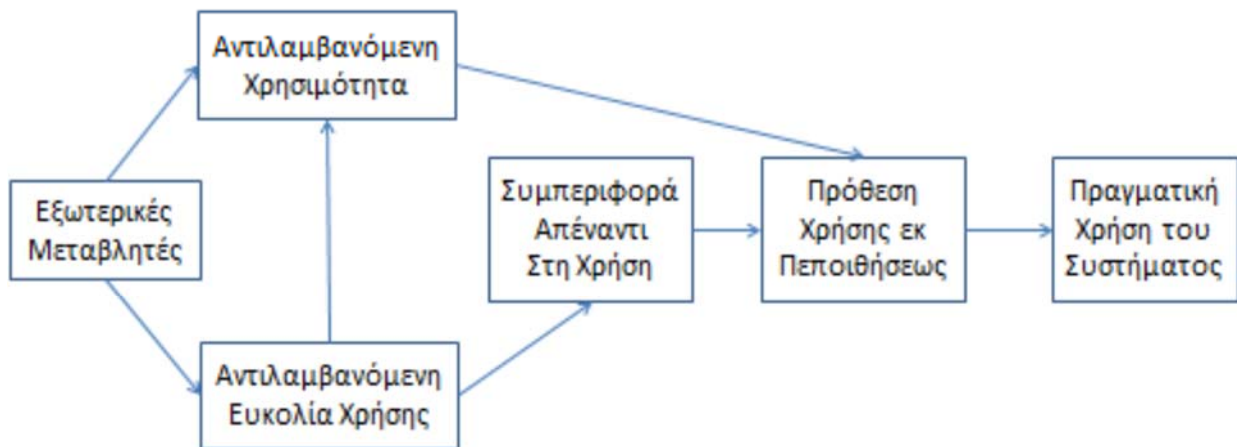 Αντιλαμβανόμενη
Χρησιμότητα
Εξωτερικές
Μεταβλητές
Συμπεριφορά
Απέναντι
Στη Χρήση
Πρόθεση
Χρήσης εκ
Πεποιθήσεως
Πραγματική
Χρήση του
Συστήματος
Αντιλαμβανόμενη
Ευκολία Χρήσης